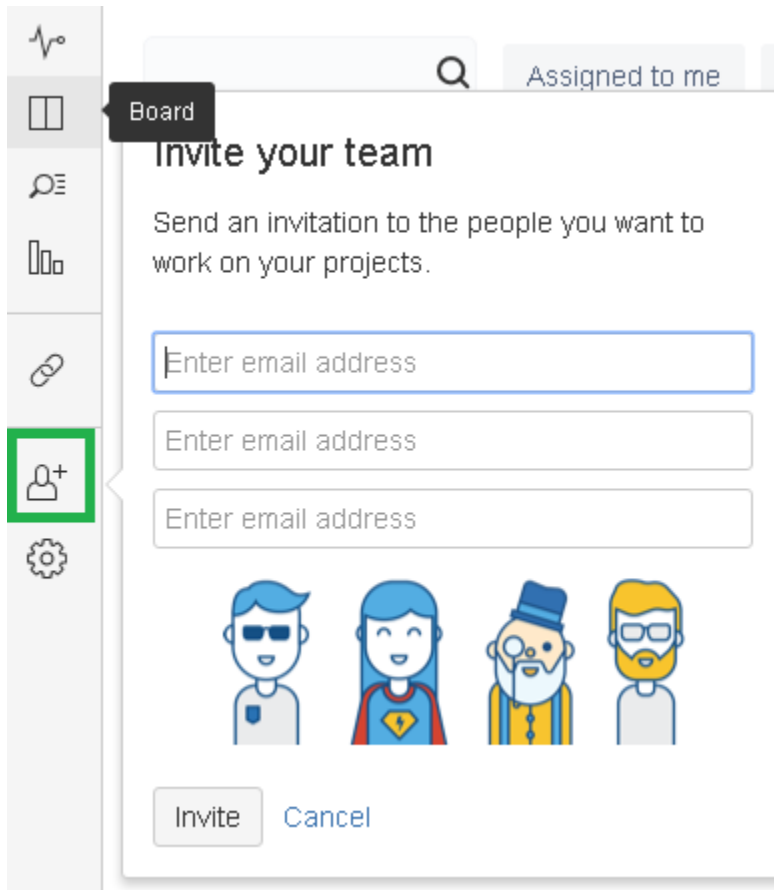 Assigned to me
Board
Invite your team
Send an invitation to the people you want to
work on your projects.
Enter email address
Enter email address
Enter email address
Invite
Cancel